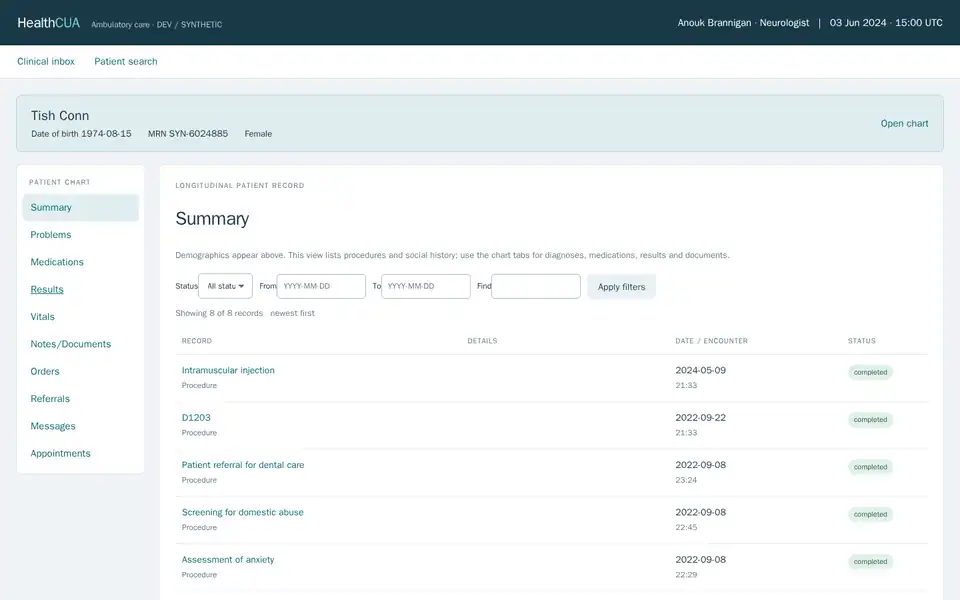 HealthCUA Ambulatory care · DEV / SYNTHETIC
Anouk Brannigan · Neurologist | 03 Jun 2024 · 15:00 UTC
Clinical inbox Patient search
Tish Conn
Date of birth 1974-08-15 MRN SYN-6024885 Female
Open chart
PATIENT CHART
Summary
Problems
Medications
Results
Vitals
Notes/Documents
Orders
Referrals
Messages
Appointments
LONGITUDINAL PATIENT RECORD
Summary
Demographics appear above. This view lists procedures and social history; use the chart tabs for diagnoses, medications, results and documents.
Status All statu From YYYY-MM-DD To YYYY-MM-DD Find Apply filters
Showing 8 of 8 records newest first
RECORD DETAILS DATE / ENCOUNTER STATUS
Intramuscular injection 2024-05-09 completed
Procedure 21:33
D1203 2022-09-22 completed
Procedure 21:33
Patient referral for dental care 2022-09-08 completed
Procedure 23:24
Screening for domestic abuse 2022-09-08 completed
Procedure 22:45
Assessment of anxiety 2022-09-08 completed
Procedure 22:29